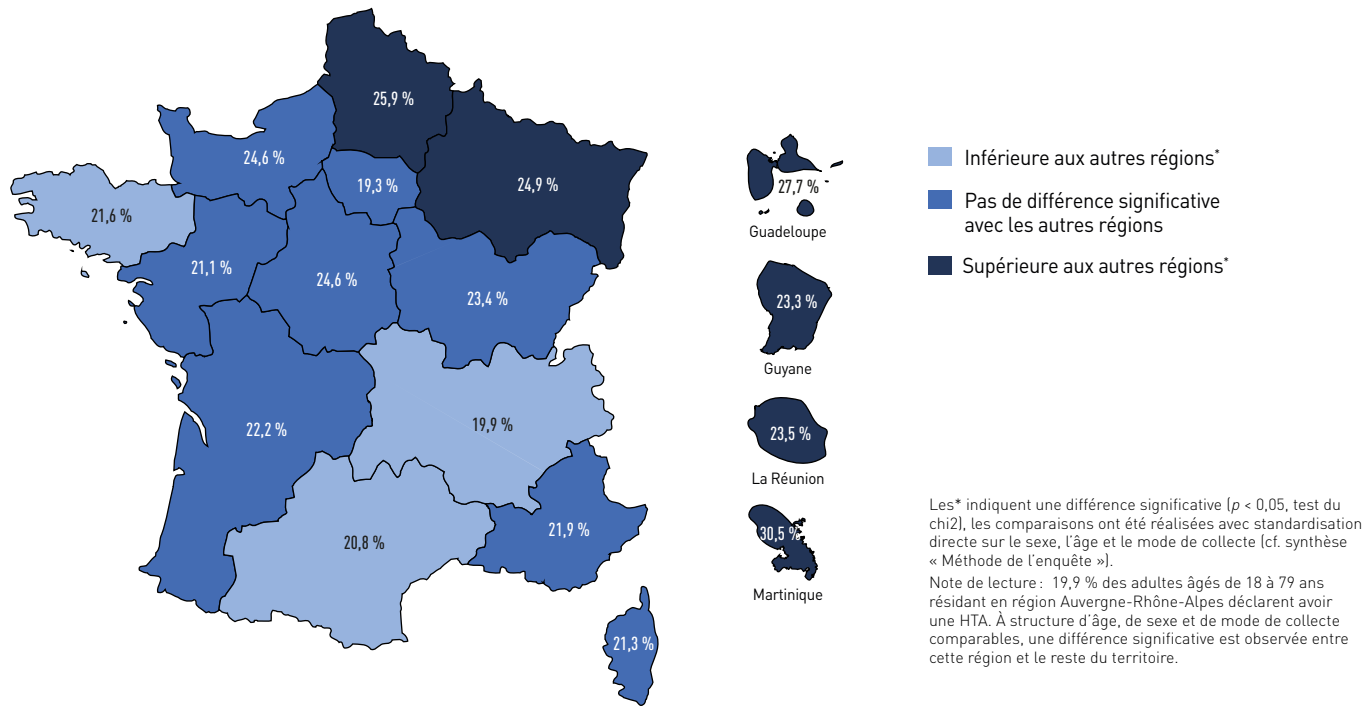 25,9 %
24,6 %
19,3 %
24,9 %
21,6 %
21,1 %
24,6 %
23,4 %
22,2 %
19,9 %
20,8 %
21,9 %
21,3 %
27,7 %
Guadeloupe
23,3 %
Guyane
23,5 %
La Réunion
30,5 %
Martinique
Inférieure aux autres régions*
Pas de différence significative
avec les autres régions
Supérieure aux autres régions*
Les* indiquent une différence significative (p < 0,05, test du
chi2), les comparaisons ont été réalisées avec standardisation
directe sur le sexe, l'âge et le mode de collecte (cf. synthèse
« Méthode de l'enquête »).
Note de lecture : 19,9 % des adultes âgés de 18 à 79 ans
résidant en région Auvergne-Rhône-Alpes déclarent avoir
une HTA. À structure d'âge, de sexe et de mode de collecte
comparables, une différence significative est observée entre
cette région et le reste du territoire.